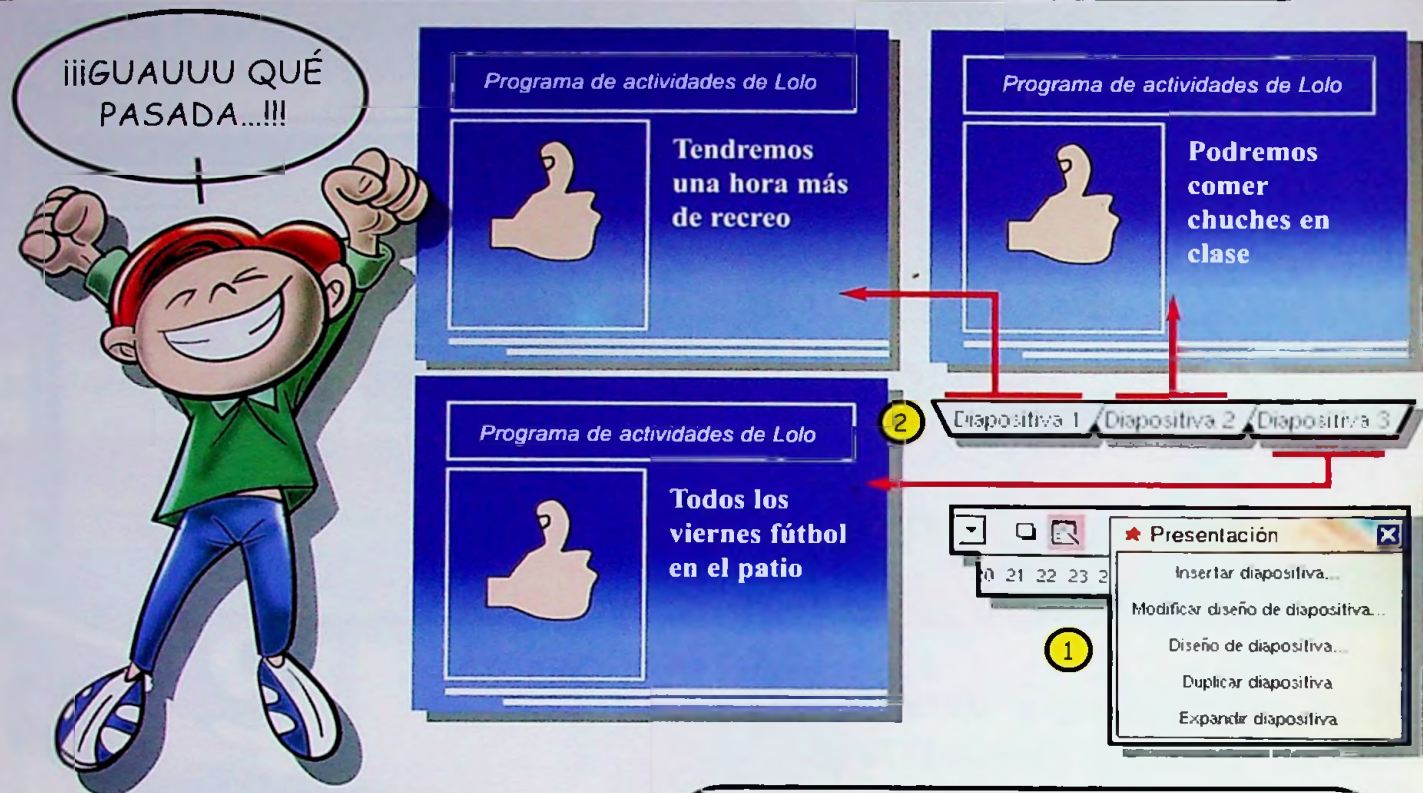 ¡¡¡GUAUUU QUÉ
PASADA...!!!
Programa de actividades de Lolo
Tendremos
una hora más
de recreo
Programa de actividades de Lolo
Podremos
comer
chuches en
clase
Programa de actividades de Lolo
Todos los
viernes fútbol
en el patio
2
Diapositiva 1 Diapositiva 2 Diapositiva 3
Presentación
21 22 23 2
Insertar diapositiva...
Modificar diseño de diapositiva...
Diseño de diapositiva...
Duplicar diapositiva
Expandir diapositiva
1